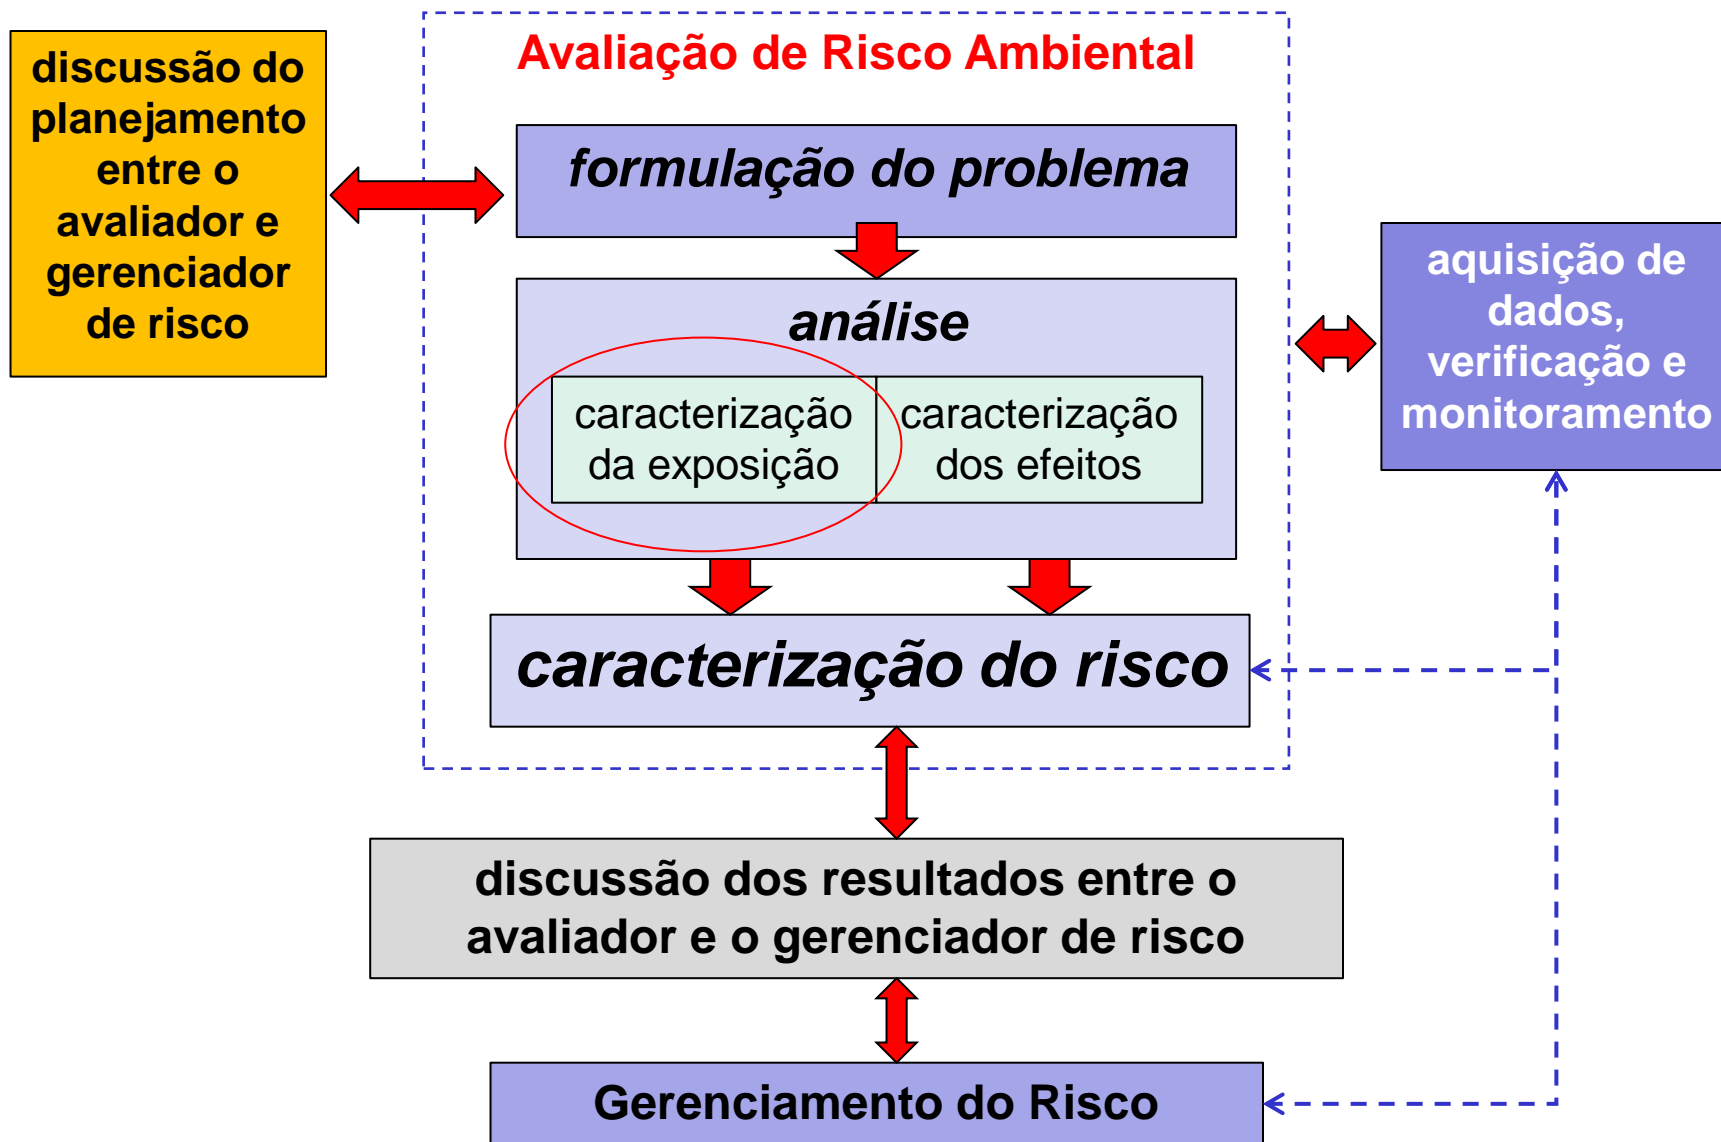 discussão do
planejamento
entre o
avaliador e
gerenciador
de risco
Avaliação de Risco Ambiental
formulação do problema
análise
caracterização
da exposição
caracterização
dos efeitos
aquisição de
dados,
verificação e
monitoramento
caracterização do risco
discussão dos resultados entre o
avaliador e o gerenciador de risco
Gerenciamento do Risco